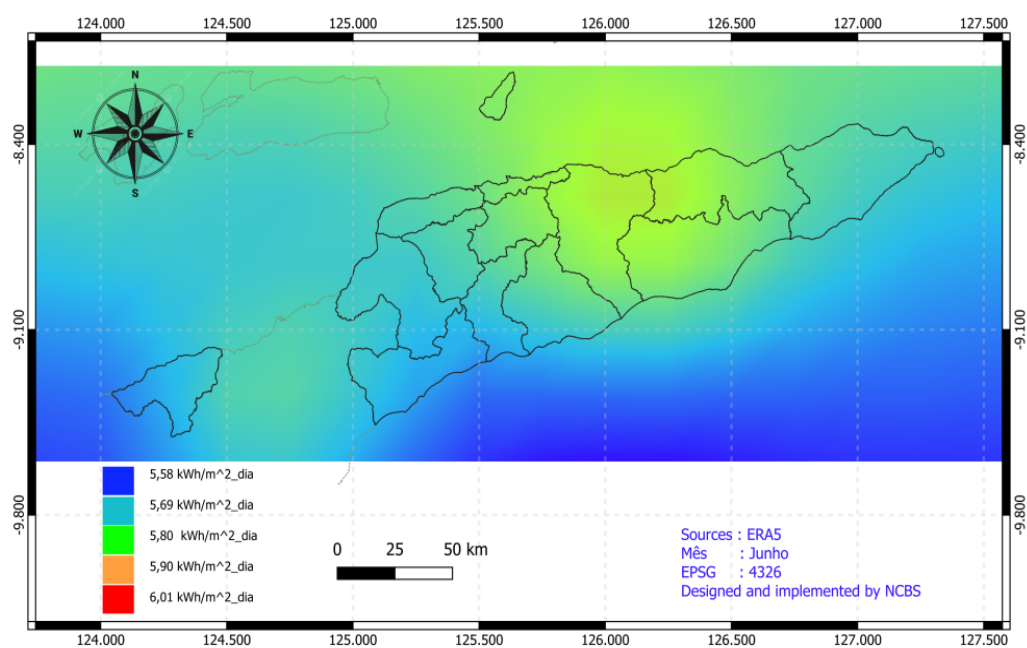 124.000 124.500 125.000 125.500 126.000 126.500 127.000 127.500
N
W E
S
-8.400 -8.400
-9.100 -9.100
-9.800 -9.800
5,58 kWh/m^2_dia
5,69 kWh/m^2_dia
5,80 kWh/m^2_dia
5,90 kWh/m^2_dia
6,01 kWh/m^2_dia
0 25 50 km
Sources : ERA5
Mês : Junho
EPSG : 4326
Designed and implemented by NCBS
124.000 124.500 125.000 125.500 126.000 126.500 127.000 127.500